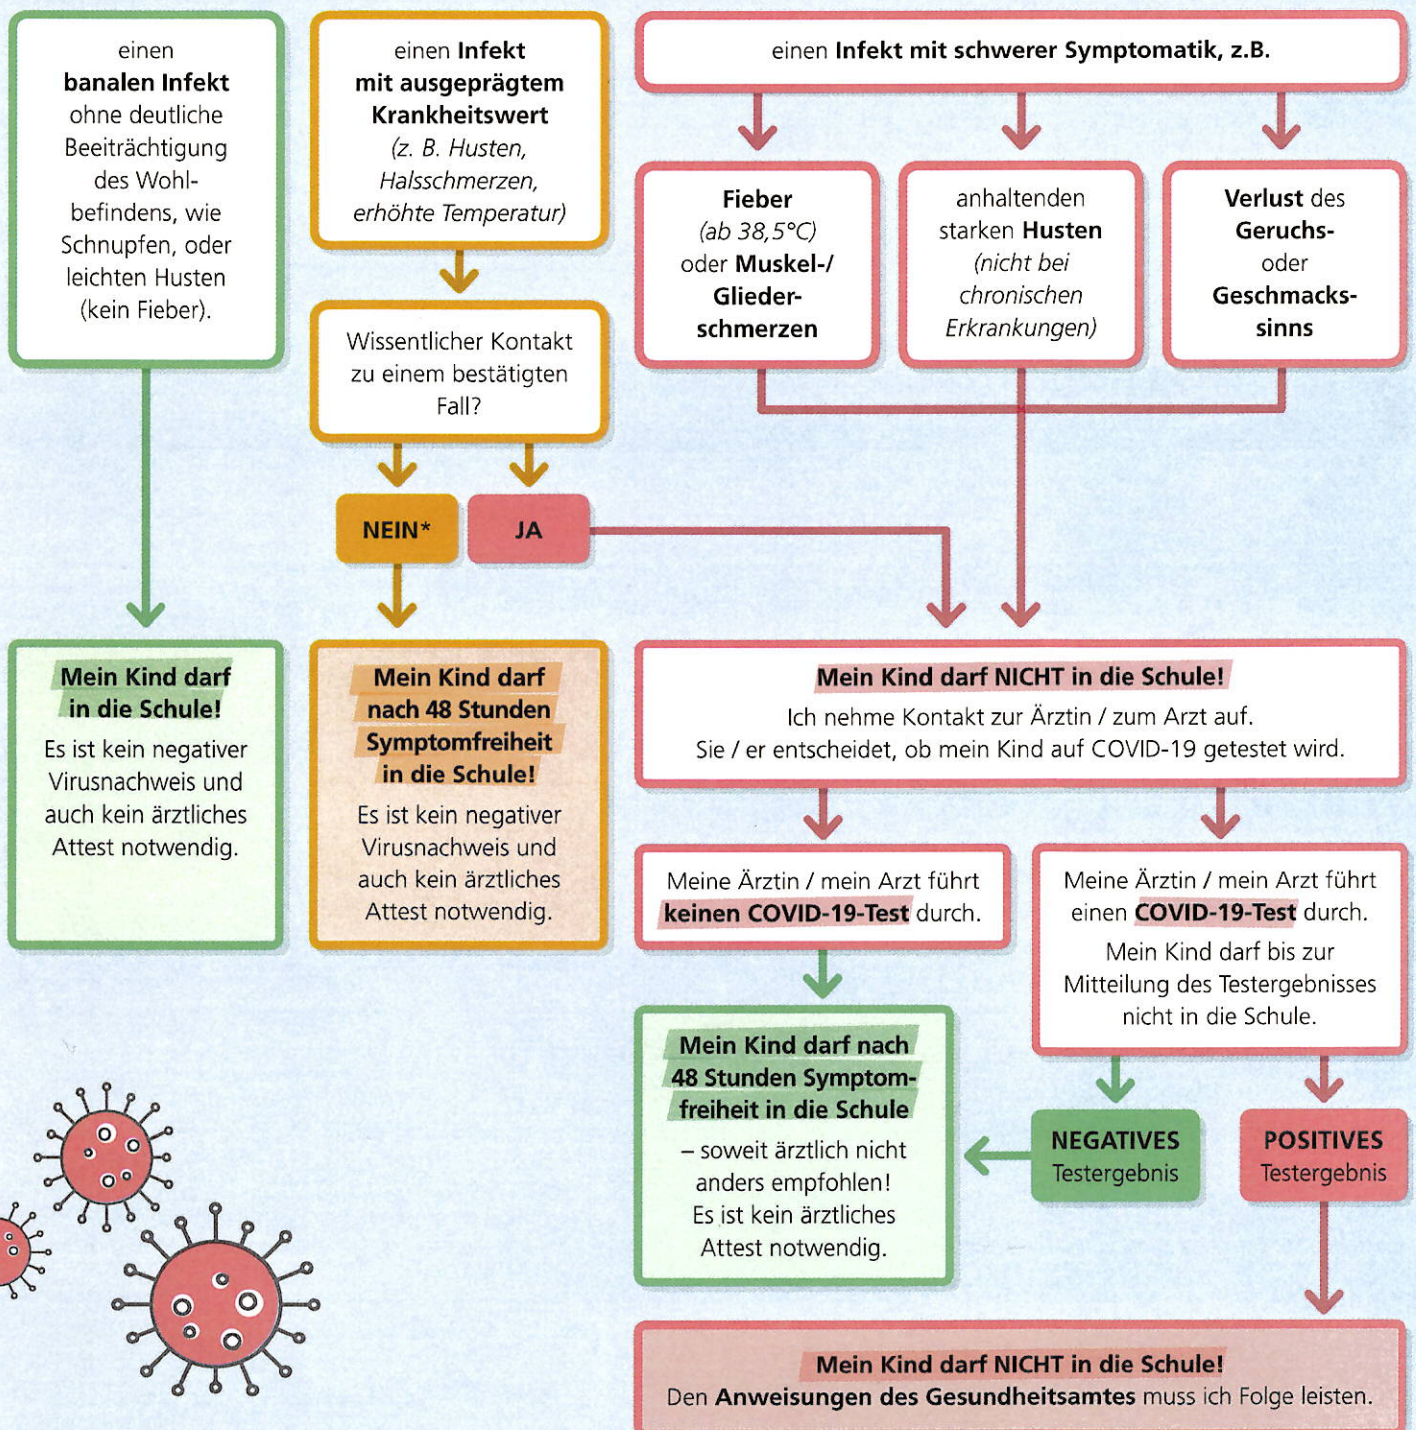 einen
banalen Infekt
ohne deutliche
Beeiträchtigung
des Wohl-
befindens, wie
Schnupfen, oder
leichten Husten
(kein Fieber).
einen Infekt
mit ausgeprägtem
Krankheitswert
(z. B. Husten,
Halsschmerzen,
erhöhte Temperatur)
Wissentlicher Kontakt
zu einem bestätigten
Fall?
NEIN*
JA
einen Infekt mit schwerer Symptomatik, z.B.
Fieber
(ab 38,5°C)
oder Muskel-/
Glieder-
schmerzen
anhaltenden
starken Husten
(nicht bei
chronischen
Erkrankungen)
Verlust des
Geruchs-
oder
Geschmacks-
sinns
Mein Kind darf
in die Schule!
Es ist kein negativer
Virusnachweis und
auch kein ärztliches
Attest notwendig.
Mein Kind darf
nach 48 Stunden
Symptomfreiheit
in die Schule!
Es ist kein negativer
Virusnachweis und
auch kein ärztliches
Attest notwendig.
Mein Kind darf NICHT in die Schule!
Ich nehme Kontakt zur Ärztin / zum Arzt auf.
Sie / er entscheidet, ob mein Kind auf COVID-19 getestet wird.
Meine Ärztin / mein Arzt führt
keinen COVID-19-Test durch.
Meine Ärztin / mein Arzt führt
einen COVID-19-Test durch.
Mein Kind darf bis zur
Mitteilung des Testergebnisses
nicht in die Schule.
Mein Kind darf nach
48 Stunden Symptom-
freiheit in die Schule
– soweit ärztlich nicht
anders empfohlen!
Es ist kein ärztliches
Attest notwendig.
NEGATIVES
Testergebnis
POSITIVES
Testergebnis
Mein Kind darf NICHT in die Schule!
Den Anweisungen des Gesundheitsamtes muss ich Folge leisten.